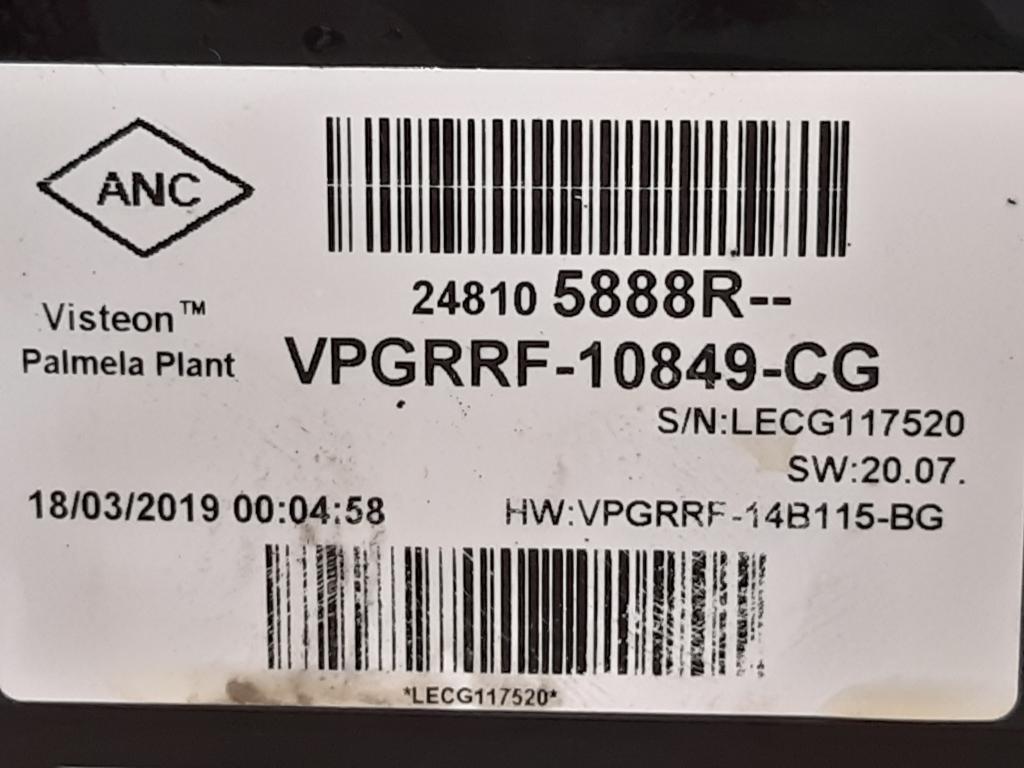 ANC
24810 5888R--
Visteon™
Palmela Plant
VPGRRF-10849-CG
S/N:LECG117520
SW:20.07.
18/03/2019 00:04:58
HW:VPGRRF-14B115-BG
*LECG117520*